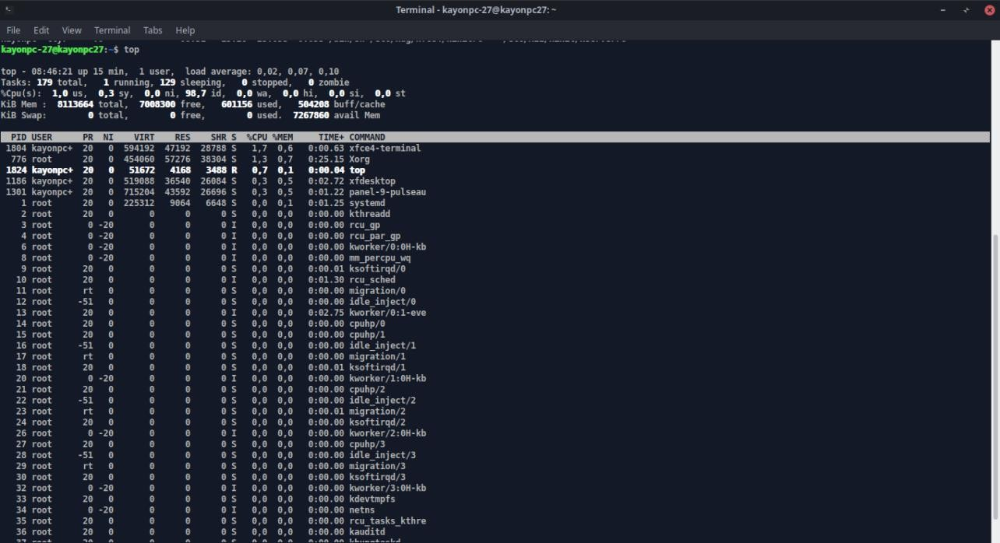 Terminal - kayonpc-27@kayonpc27: ~
File Edit View Terminal Tabs Help
kayonpc-27@kayonpc27:~$ top
top - 08:46:21 up 15 min,  1 user,  load average: 0,02, 0,07, 0,10
Tasks: 179 total,   1 running, 129 sleeping,   0 stopped,   0 zombie
%Cpu(s):  1,0 us,  0,3 sy,  0,0 ni, 98,7 id,  0,0 wa,  0,0 hi,  0,0 si,  0,0 st
KiB Mem :  8113664 total,  7008300 free,   601156 used,   504208 buff/cache
KiB Swap:        0 total,        0 free,        0 used.  7267860 avail Mem
PID USER PR NI VIRT RES SHR S %CPU %MEM TIME+ COMMAND
1804 kayonpc+ 20 0 594192 47192 28788 S 1,7 0,6 0:00.63 xfce4-terminal
776 root 20 0 454060 57276 38304 S 1,3 0,7 0:25.15 Xorg
1824 kayonpc+ 20 0 51672 4168 3488 R 0,7 0,1 0:00.04 top
1186 kayonpc+ 20 0 519088 36540 26084 S 0,3 0,5 0:02.72 xfdesktop
1301 kayonpc+ 20 0 715204 43592 26696 S 0,3 0,5 0:01.22 panel-9-pulseau
1 root 20 0 225312 9064 6648 S 0,0 0,1 0:01.25 systemd
2 root 20 0 0 0 0 S 0,0 0,0 0:00.00 kthreadd
3 root 0 -20 0 0 0 I 0,0 0,0 0:00.00 rcu_gp
4 root 0 -20 0 0 0 I 0,0 0,0 0:00.00 rcu_par_gp
6 root 0 -20 0 0 0 I 0,0 0,0 0:00.00 kworker/0:0H-kb
8 root 0 -20 0 0 0 I 0,0 0,0 0:00.00 mm_percpu_wq
9 root 20 0 0 0 0 S 0,0 0,0 0:00.01 ksoftirqd/0
10 root 20 0 0 0 0 I 0,0 0,0 0:01.30 rcu_sched
11 root rt 0 0 0 0 S 0,0 0,0 0:00.00 migration/0
12 root -51 0 0 0 0 S 0,0 0,0 0:00.00 idle_inject/0
13 root 20 0 0 0 0 I 0,0 0,0 0:02.75 kworker/0:1-eve
14 root 20 0 0 0 0 S 0,0 0,0 0:00.00 cpuhp/0
15 root 20 0 0 0 0 S 0,0 0,0 0:00.00 cpuhp/1
16 root -51 0 0 0 0 S 0,0 0,0 0:00.00 idle_inject/1
17 root rt 0 0 0 0 S 0,0 0,0 0:00.00 migration/1
18 root 20 0 0 0 0 S 0,0 0,0 0:00.01 ksoftirqd/1
20 root 0 -20 0 0 0 I 0,0 0,0 0:00.00 kworker/1:0H-kb
21 root 20 0 0 0 0 S 0,0 0,0 0:00.00 cpuhp/2
22 root -51 0 0 0 0 S 0,0 0,0 0:00.00 idle_inject/2
23 root rt 0 0 0 0 S 0,0 0,0 0:00.01 migration/2
24 root 20 0 0 0 0 S 0,0 0,0 0:00.00 ksoftirqd/2
26 root 0 -20 0 0 0 I 0,0 0,0 0:00.00 kworker/2:0H-kb
27 root 20 0 0 0 0 S 0,0 0,0 0:00.00 cpuhp/3
28 root -51 0 0 0 0 S 0,0 0,0 0:00.00 idle_inject/3
29 root rt 0 0 0 0 S 0,0 0,0 0:00.00 migration/3
30 root 20 0 0 0 0 S 0,0 0,0 0:00.00 ksoftirqd/3
32 root 0 -20 0 0 0 I 0,0 0,0 0:00.00 kworker/3:0H-kb
33 root 20 0 0 0 0 S 0,0 0,0 0:00.00 kdevtmpfs
34 root 0 -20 0 0 0 I 0,0 0,0 0:00.00 netns
35 root 20 0 0 0 0 S 0,0 0,0 0:00.00 rcu_tasks_kthre
36 root 20 0 0 0 0 S 0,0 0,0 0:00.00 kauditd